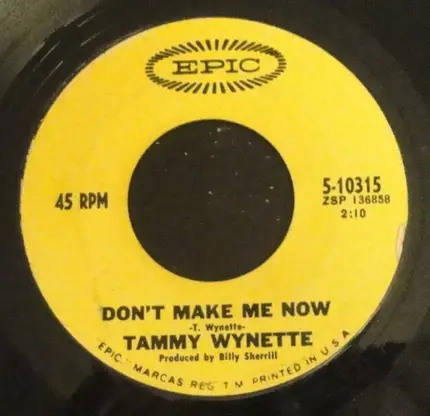 EPIC
45 RPM
5-10315
ZSP 136858
2:10
DON'T MAKE ME NOW
-T. Wynette-
TAMMY WYNETTE
Produced by Billy Sherrill
EPIC. MARCAS REG. T M PRINTED IN U S A